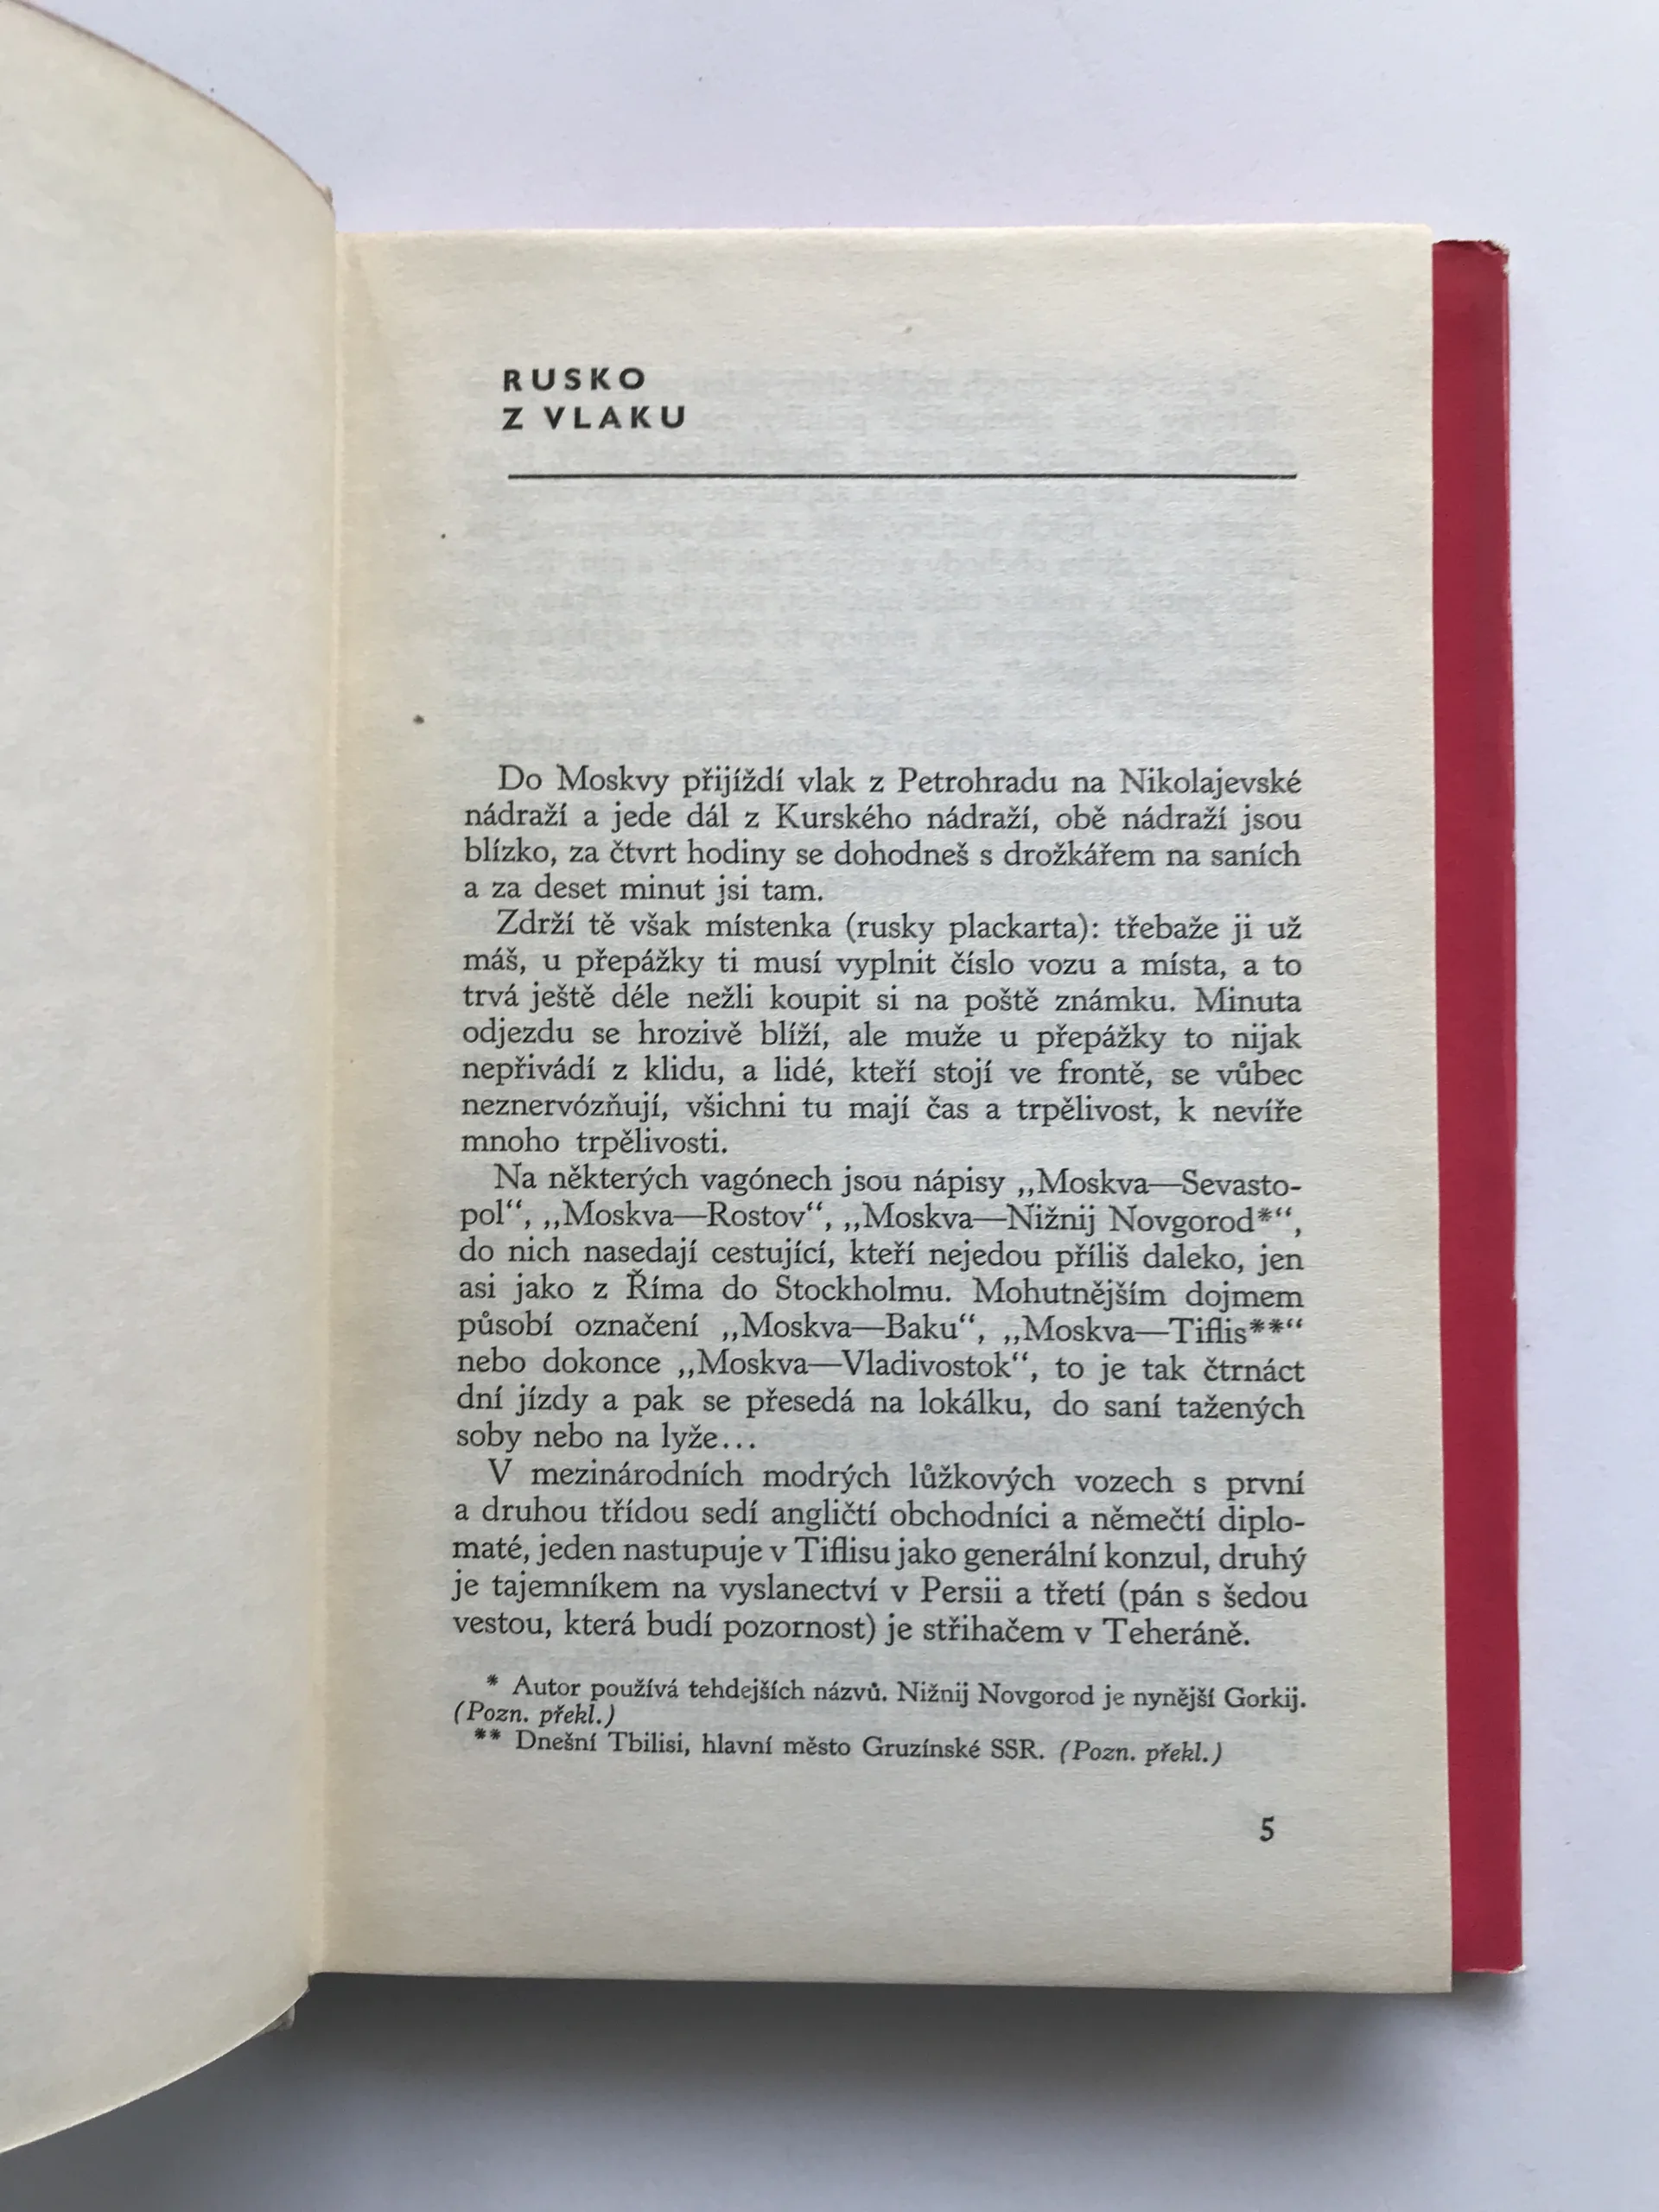 RUSKO
Z VLAKU
Do Moskvy přijíždí vlak z Petrohradu na Nikolajevské
nádraží a jede dál z Kurského nádraží, obě nádraží jsou
blízko, za čtvrt hodiny se dohodneš s drožkářem na saních
a za deset minut jsi tam.
Zdrží tě však místenka (rusky plackarta): třebaže ji už
máš, u přepážky ti musí vyplnit číslo vozu a místa, a to
trvá ještě déle nežli koupit si na poště známku. Minuta
odjezdu se hrozivě blíží, ale muže u přepážky to nijak
nepřivádí z klidu, a lidé, kteří stojí ve frontě, se vůbec
neznervózňují, všichni tu mají čas a trpělivost, k nevíře
mnoho trpělivosti.
Na některých vagónech jsou nápisy ,,Moskva—Sevasto-
pol“, ,,Moskva—Rostov“, ,,Moskva—Nižnij Novgorod*“,
do nich nasedají cestující, kteří nejedou příliš daleko, jen
asi jako z Říma do Stockholmu. Mohutnějším dojmem
působí označení ,,Moskva—Baku“, ,,Moskva—Tiflis**“
nebo dokonce ,,Moskva—Vladivostok“, to je tak čtrnáct
dní jízdy a pak se přesedá na lokálku, do saní tažených
soby nebo na lyže...
V mezinárodních modrých lůžkových vozech s první
a druhou třídou sedí angličtí obchodníci a němečtí diplo-
maté, jeden nastupuje v Tiflisu jako generální konzul, druhý
je tajemníkem na vyslanectví v Persii a třetí (pán s šedou
vestou, která budí pozornost) je střihačem v Teheráně.
* Autor používá tehdejších názvů. Nižnij Novgorod je nynější Gorkij.
(Pozn. překl.)
** Dnešní Tbilisi, hlavní město Gruzínské SSR. (Pozn. překl.)
5